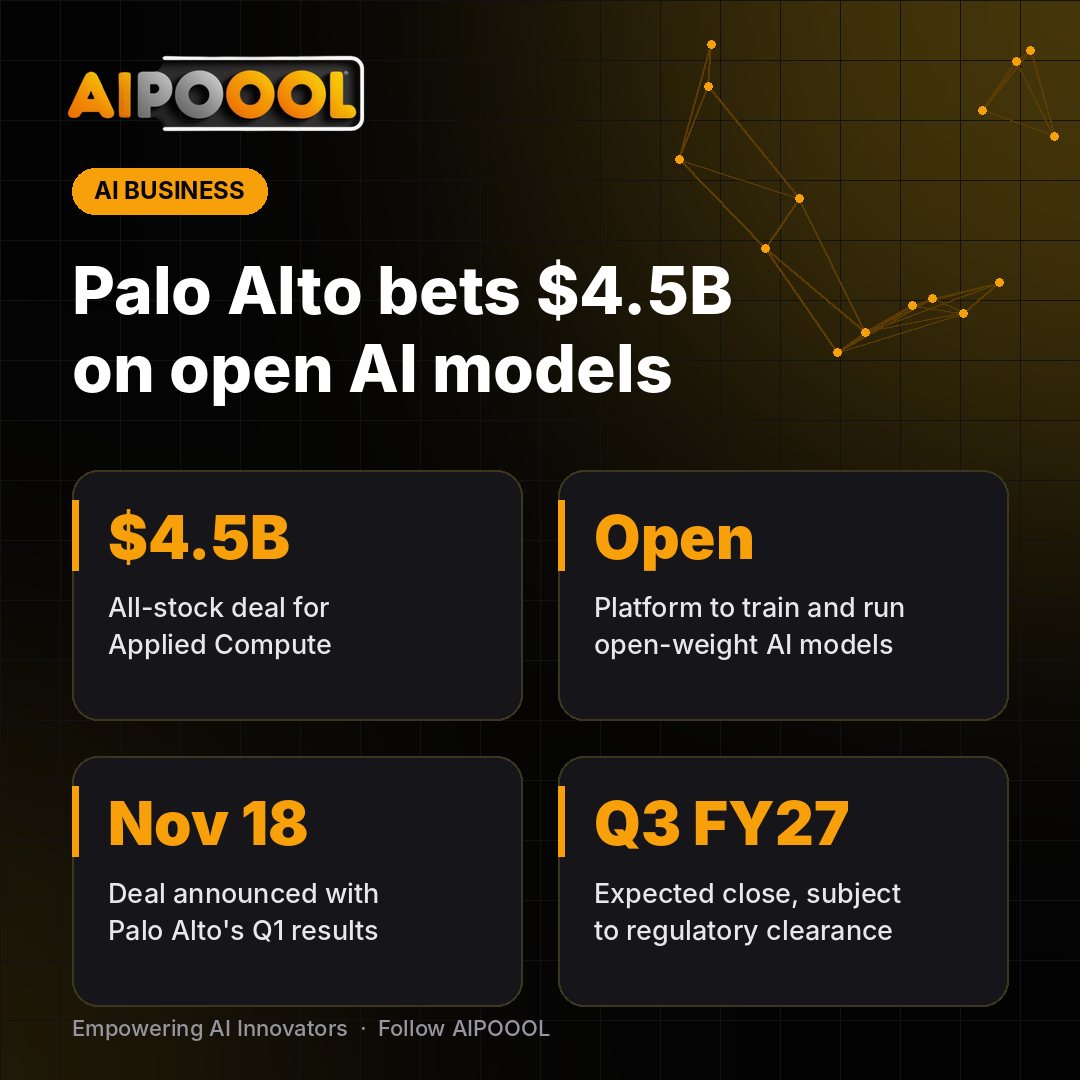 AIPOOOL
AI BUSINESS
Palo Alto bets $4.5B
on open AI models
$4.5B
All-stock deal for
Applied Compute
Open
Platform to train and run
open-weight AI models
Nov 18
Deal announced with
Palo Alto's Q1 results
Q3 FY27
Expected close, subject
to regulatory clearance
Empowering AI Innovators · Follow AIPOOOL